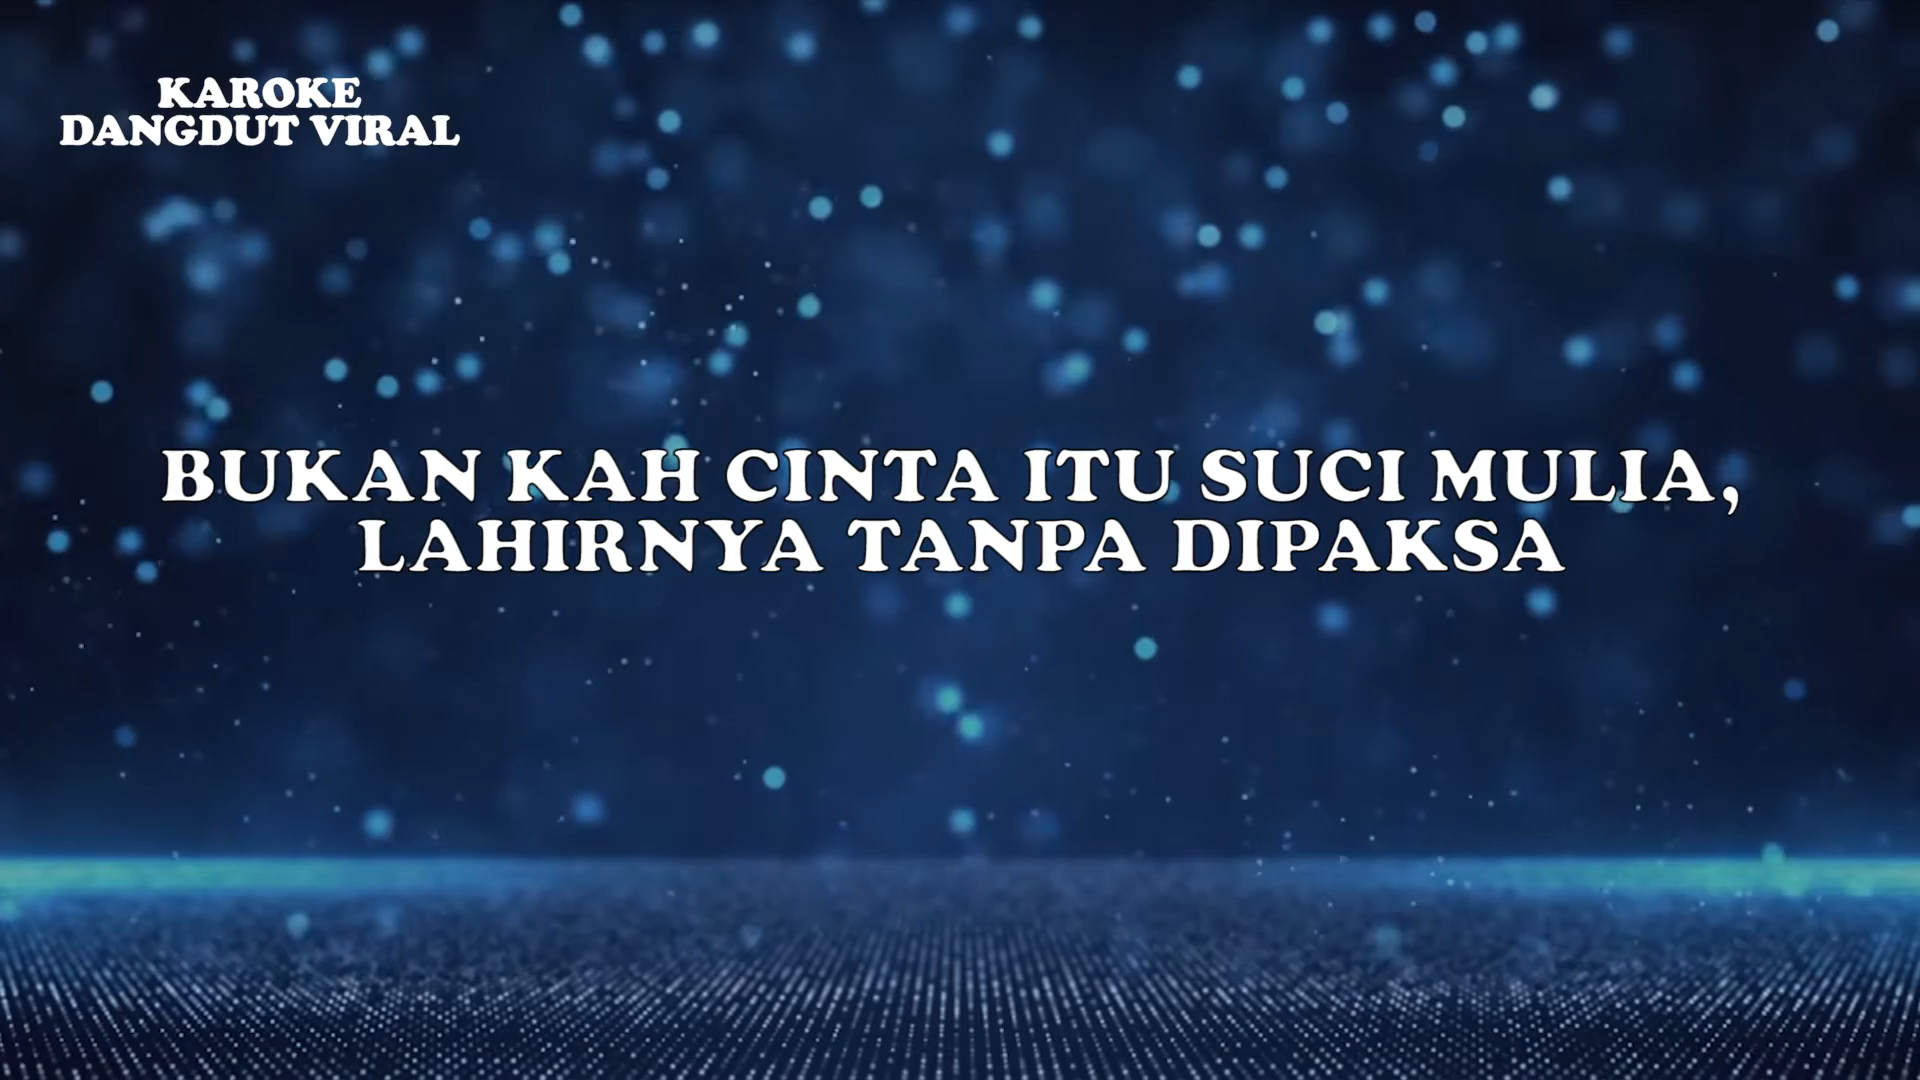 KAROKE
DANGDUT VIRAL
BUKAN KAH CINTA ITU SUCI MULIA,
LAHIRNYA TANPA DIPAKSA